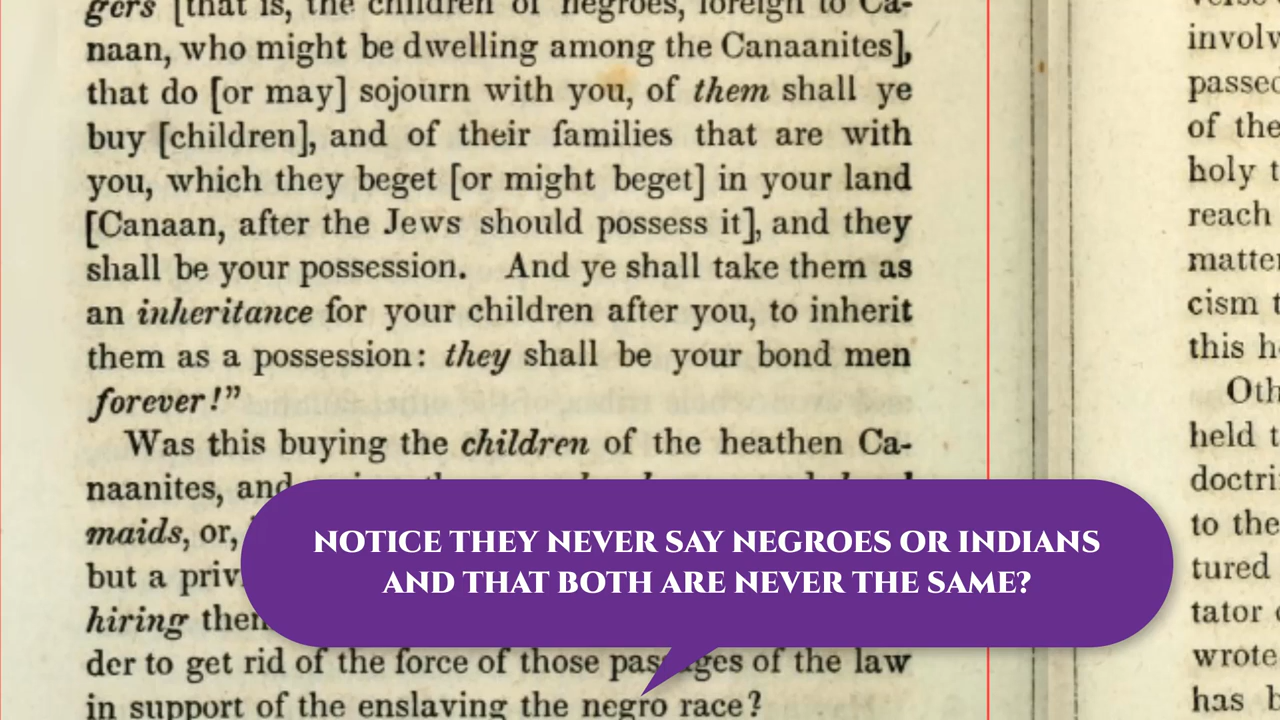 gers [that is, the children of negroes, foreign to Ca-
naan, who might be dwelling among the Canaanites],
that do [or may] sojourn with you, of them shall ye
buy [children], and of their families that are with
you, which they beget [or might beget] in your land
[Canaan, after the Jews should possess it], and they
shall be your possession. And ye shall take them as
an inheritance for your children after you, to inherit
them as a possession: they shall be your bond men
forever!”
Was this buying the children of the heathen Ca-
naanites, and
maids, or,
but a priv
hiring then
der to get rid of the force of those passages of the law
in support of the enslaving the negro race?
NOTICE THEY NEVER SAY NEGROES OR INDIANS
AND THAT BOTH ARE NEVER THE SAME?
verse
involv
passed
of the
holy t
reach
matter
cism t
this h
Oth
held t
doctri
to the
tured
tator
wrote
has